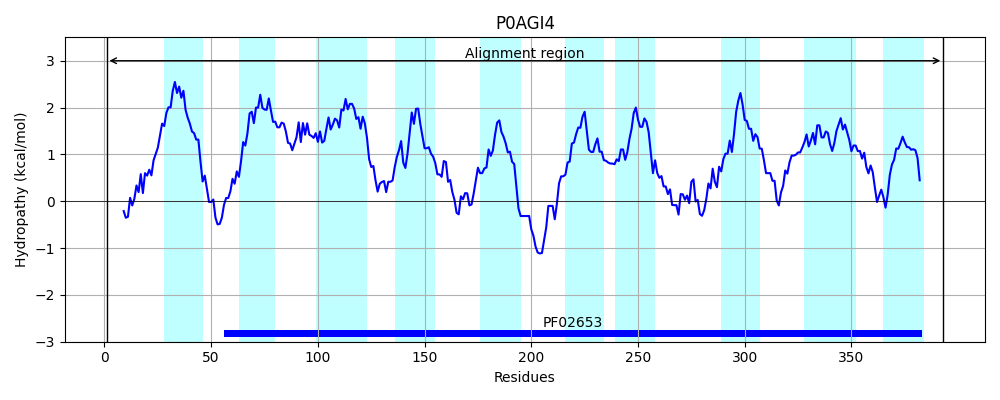 P0AGI4
Hydropathy (kcal/mol)
3
2
1
0
−1
−2
−3
Alignment region
PF02653
0 50 100 150 200 250 300 350
Residues